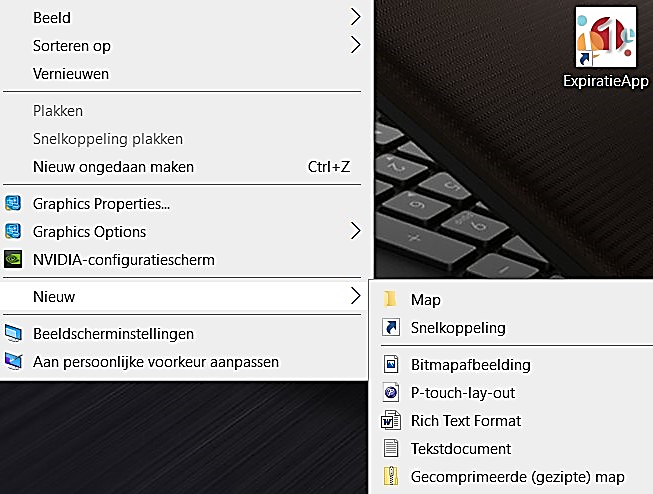 Beeld
Sorteren op
Vernieuwen
Plakken
Snelkoppeling plakken
Nieuw ongedaan maken Ctrl+Z
Graphics Properties...
Graphics Options
NVIDIA-configuratiescherm
Nieuw
Beeldscherminstellingen
Aan persoonlijke voorkeur aanpassen
ExpiratieApp
Map
Snelkoppeling
Bitmapafbeelding
P-touch-lay-out
Rich Text Format
Tekstdocument
Gecomprimeerde (gezipte) map